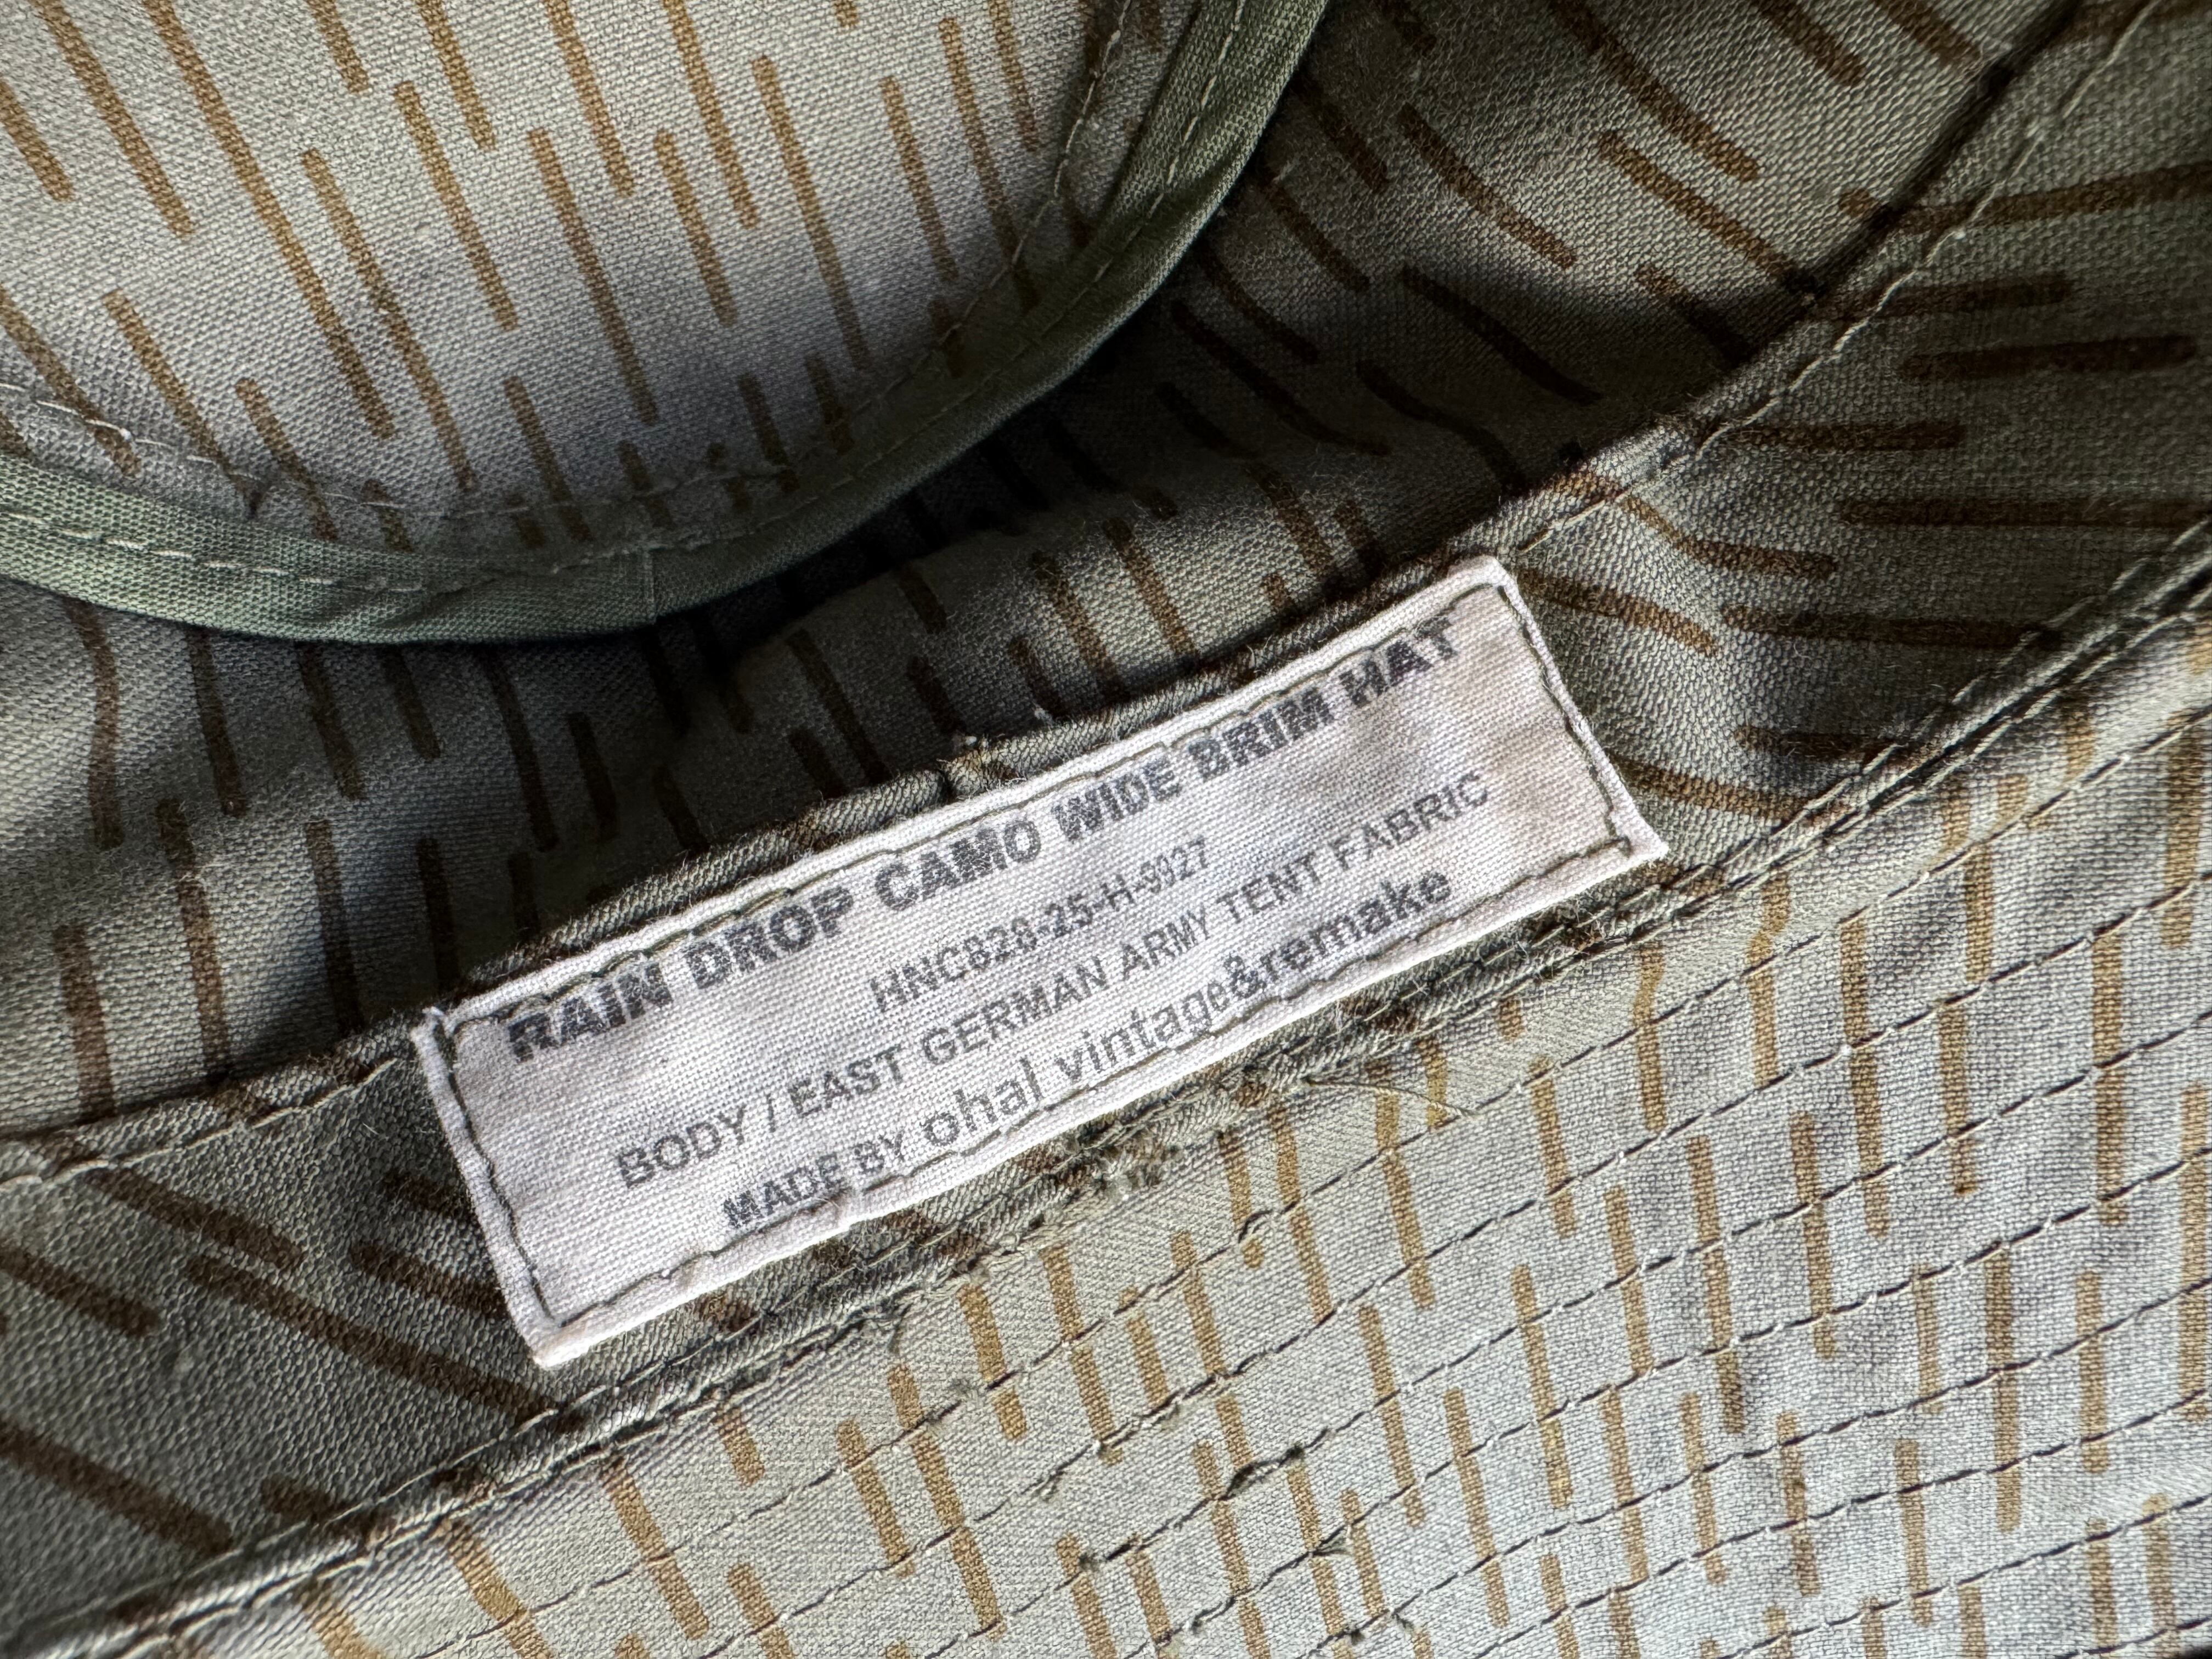 RAIN DROP CAMO WIDE BRIM HAT
HNC828-25-H-9927
BODY / EAST GERMAN ARMY TENT FABRIC
MADE BY ohal vintage&remake